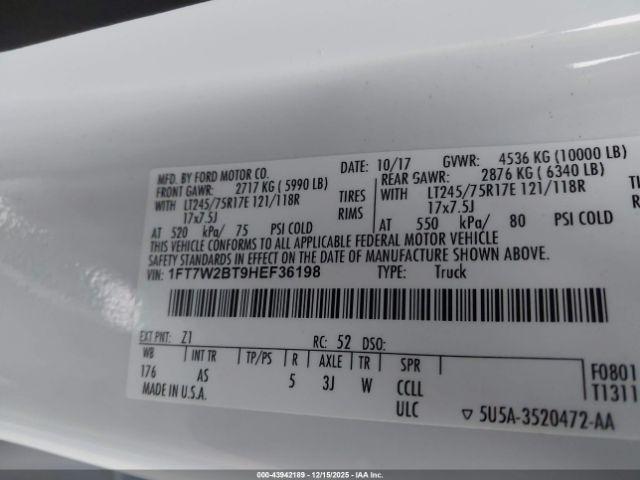 MFD. BY FORD MOTOR CO.
DATE: 10/17 GVWR: 4536 KG (10000 LB)
FRONT GAWR: 2717 KG ( 5990 LB)
REAR GAWR: 2876 KG ( 6340 LB)
WITH LT245/75R17E 121/118R TIRES
WITH LT245/75R17E 121/118R TIRES
17x7.5J RIMS
17x7.5J RIMS
AT 520 kPa/ 75 PSI COLD
AT 550 kPa/ 80 PSI COLD
THIS VEHICLE CONFORMS TO ALL APPLICABLE FEDERAL MOTOR VEHICLE
SAFETY STANDARDS IN EFFECT ON THE DATE OF MANUFACTURE SHOWN ABOVE.
VIN: 1FT7W2BT9HEF36198 TYPE: Truck
EXT PNT: Z1 RC: 52 DSO:
WB INT TR TP/PS R AXLE TR SPR
176 AS 5 3J W CCLL
ULC
F0801
T1311
MADE IN U.S.A.
▽ 5U5A-3520472-AA
000-43942189 - 12/15/2025 - COPARTS